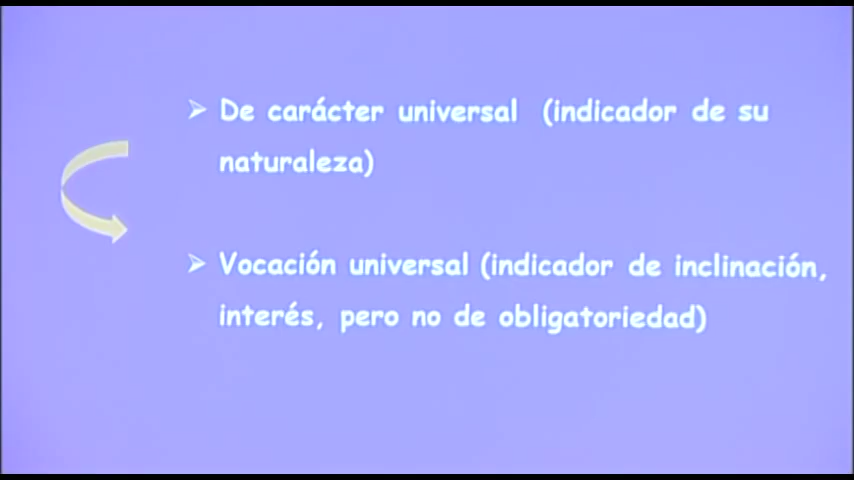 ➢ De carácter universal (indicador de su
naturaleza)
➢ Vocación universal (indicador de inclinación,
interés, pero no de obligatoriedad)